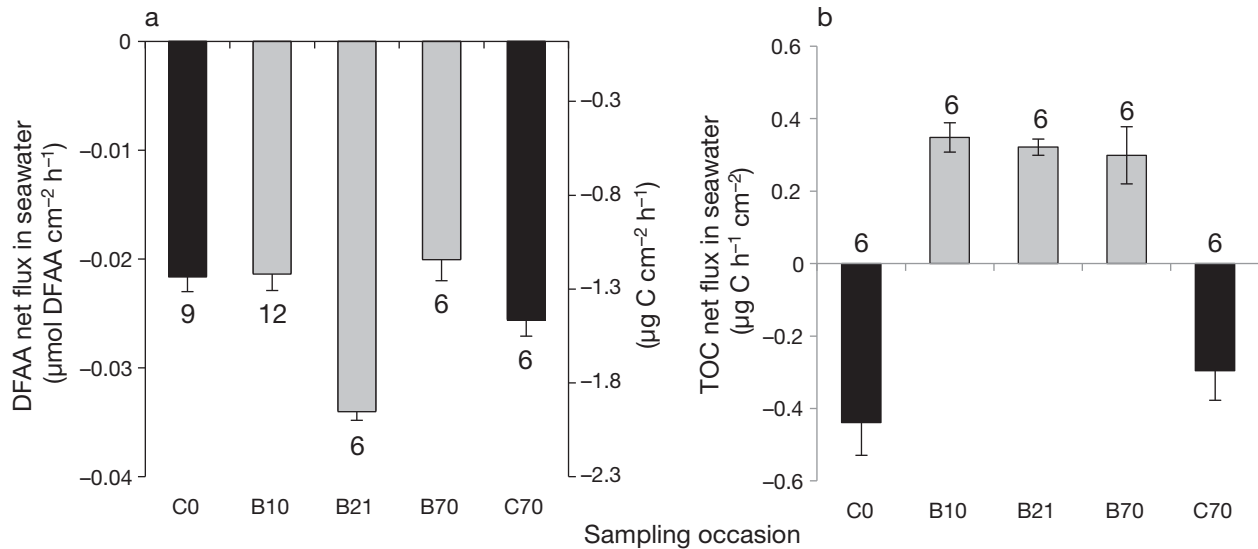 a
DFAA net flux in seawater
(µmol DFAA cm⁻² h⁻¹)
0
–0.01
–0.02
–0.03
–0.04
9
12
6
6
6
–0.3
–0.8
–1.3
–1.8
–2.3
(µg C cm⁻² h⁻¹)
C0 B10 B21 B70 C70
b
TOC net flux in seawater
(µg C h⁻¹ cm⁻²)
0.6
0.4
0.2
0
–0.2
–0.4
–0.6
6
6
6
6
6
C0 B10 B21 B70 C70
Sampling occasion